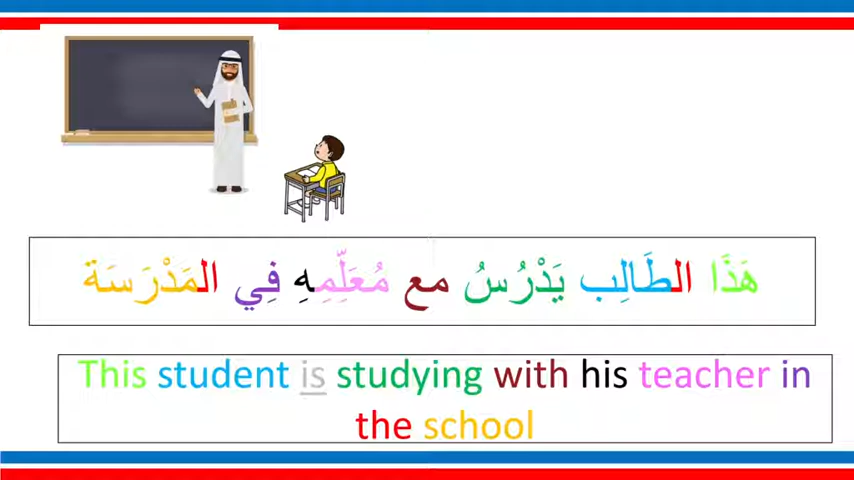 هَذَا الطَالِب يَدْرُسُ مع مُعَلِّمِهِ فِي المَدْرَسَة
This student is studying with his teacher in
the school